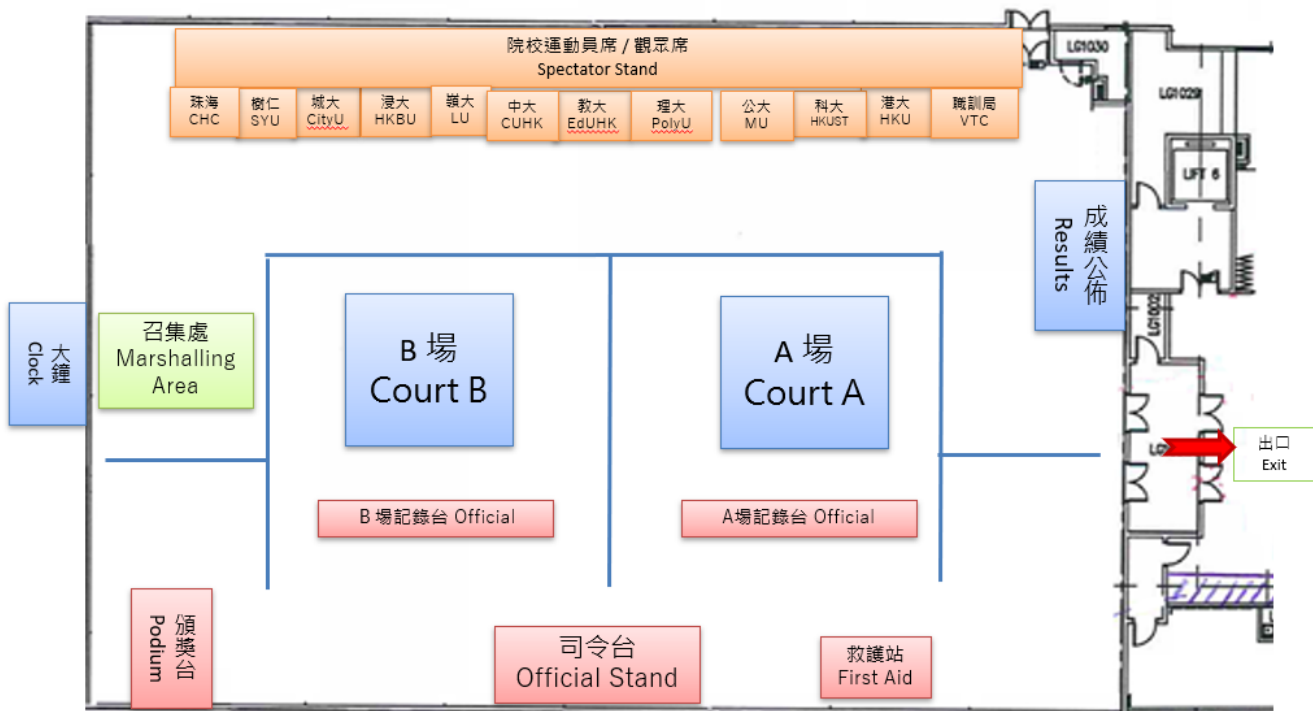 院校運動員席 / 觀眾席
Spectator Stand
珠海
CHC
樹仁
SYU
城大
CityU
浸大
HKBU
嶺大
LU
中大
CUHK
教大
EdUHK
理大
PolyU
公大
MU
科大
HKUST
港大
HKU
職訓局
VTC
LG1030
LG1029
LIFT 6
成績公佈
Results
LG1002
大鐘
Clock
召集處
Marshalling
Area
B 場
Court B
A 場
Court A
出口
Exit
B 場記錄台 Official
A場記錄台 Official
頒獎台
Podium
司令台
Official Stand
救護站
First Aid